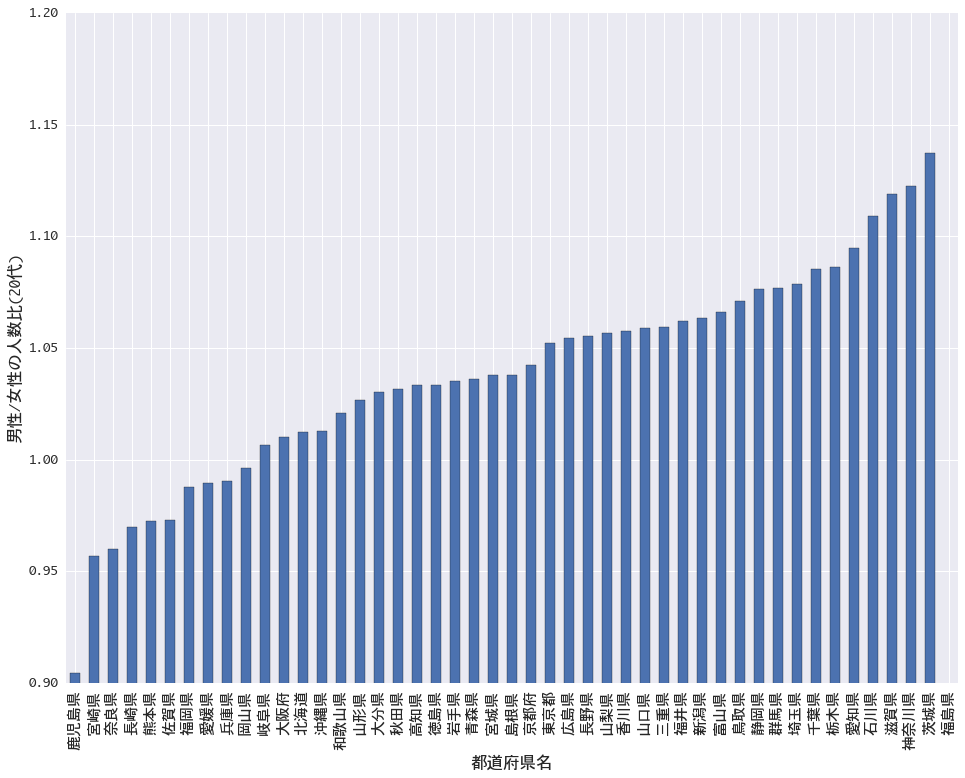 1.20
1.15
1.10
1.05
1.00
0.95
0.90
男性/女性の人数比(20代)
鹿児島県
宮崎県
奈良県
長崎県
熊本県
佐賀県
福岡県
愛媛県
兵庫県
岡山県
岐阜県
大阪府
北海道
沖縄県
和歌山県
山形県
大分県
秋田県
高知県
徳島県
岩手県
青森県
宮城県
島根県
京都府
東京都
広島県
長野県
山梨県
香川県
山口県
三重県
福井県
新潟県
富山県
鳥取県
静岡県
群馬県
埼玉県
千葉県
栃木県
愛知県
石川県
滋賀県
神奈川県
茨城県
福島県
都道府県名